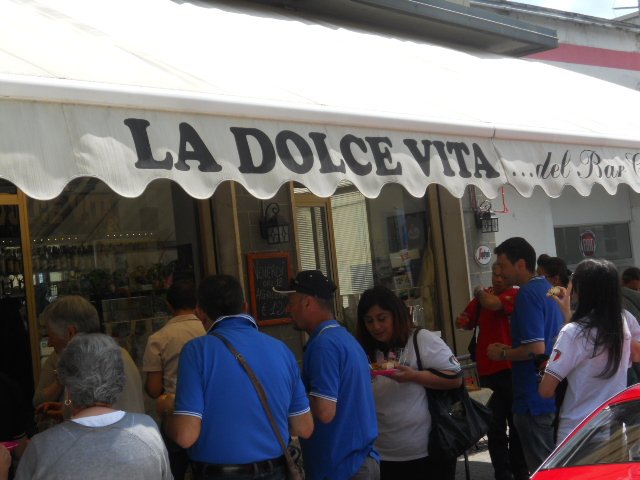 LA DOLCE VITA
...del Bar C